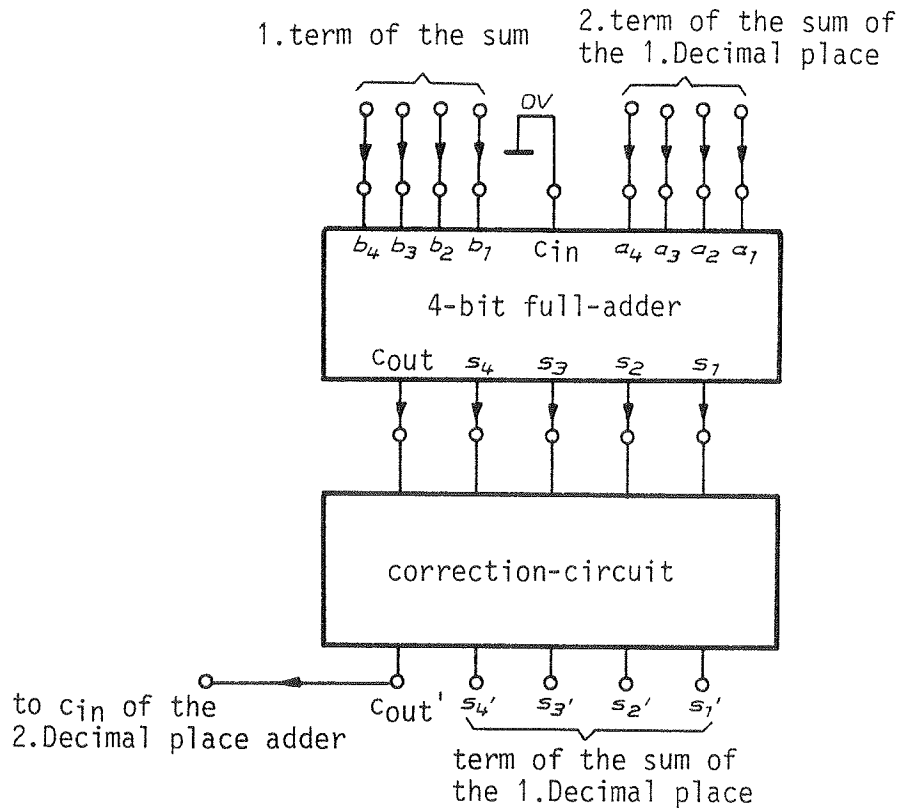 1.term of the sum
2.term of the sum of
the 1.Decimal place
0V
b4 b3 b2 b1 cin a4 a3 a2 a1
4-bit full-adder
cout s4 s3 s2 s1
correction-circuit
to cin of the
2.Decimal place adder
cout' s4' s3' s2' s1'
term of the sum of
the 1.Decimal place